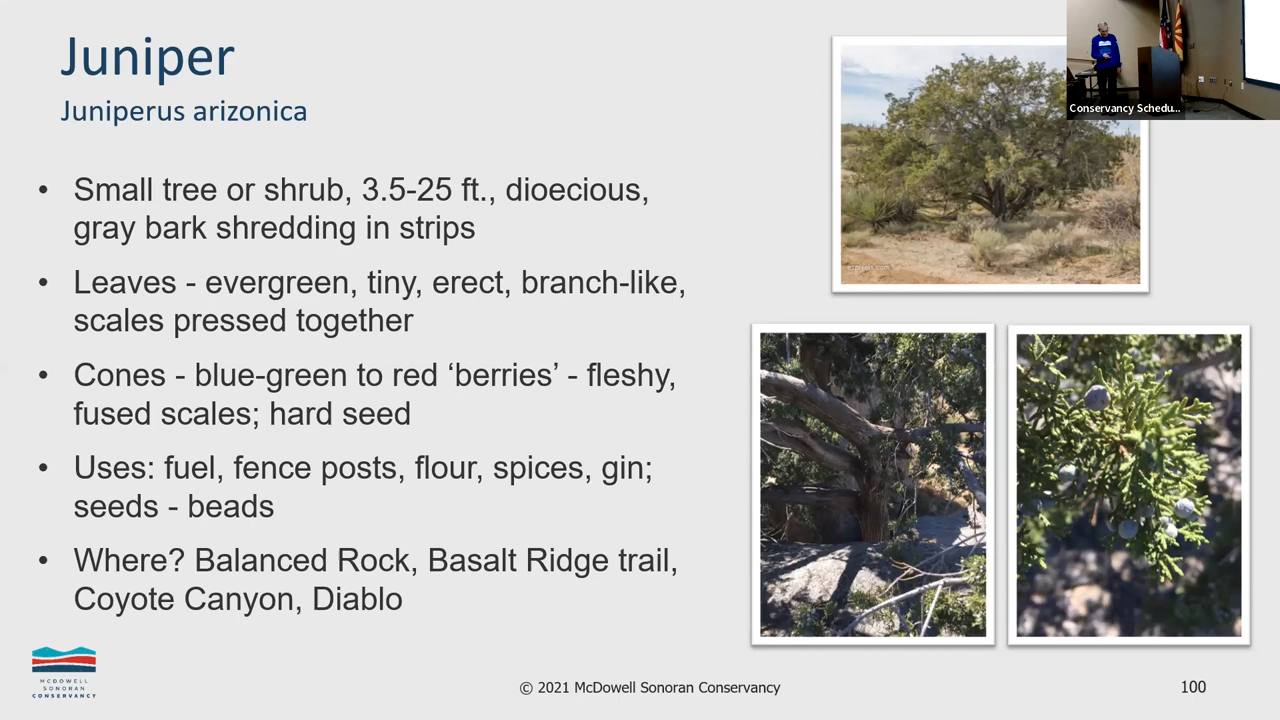 Juniper
Juniperus arizonica
• Small tree or shrub, 3.5-25 ft., dioecious,
gray bark shredding in strips
• Leaves - evergreen, tiny, erect, branch-like,
scales pressed together
• Cones - blue-green to red ‘berries’ - fleshy,
fused scales; hard seed
• Uses: fuel, fence posts, flour, spices, gin;
seeds - beads
• Where? Balanced Rock, Basalt Ridge trail,
Coyote Canyon, Diablo
Conservancy Schedu...
MCDOWELL
SONORAN
CONSERVANCY
© 2021 McDowell Sonoran Conservancy
100